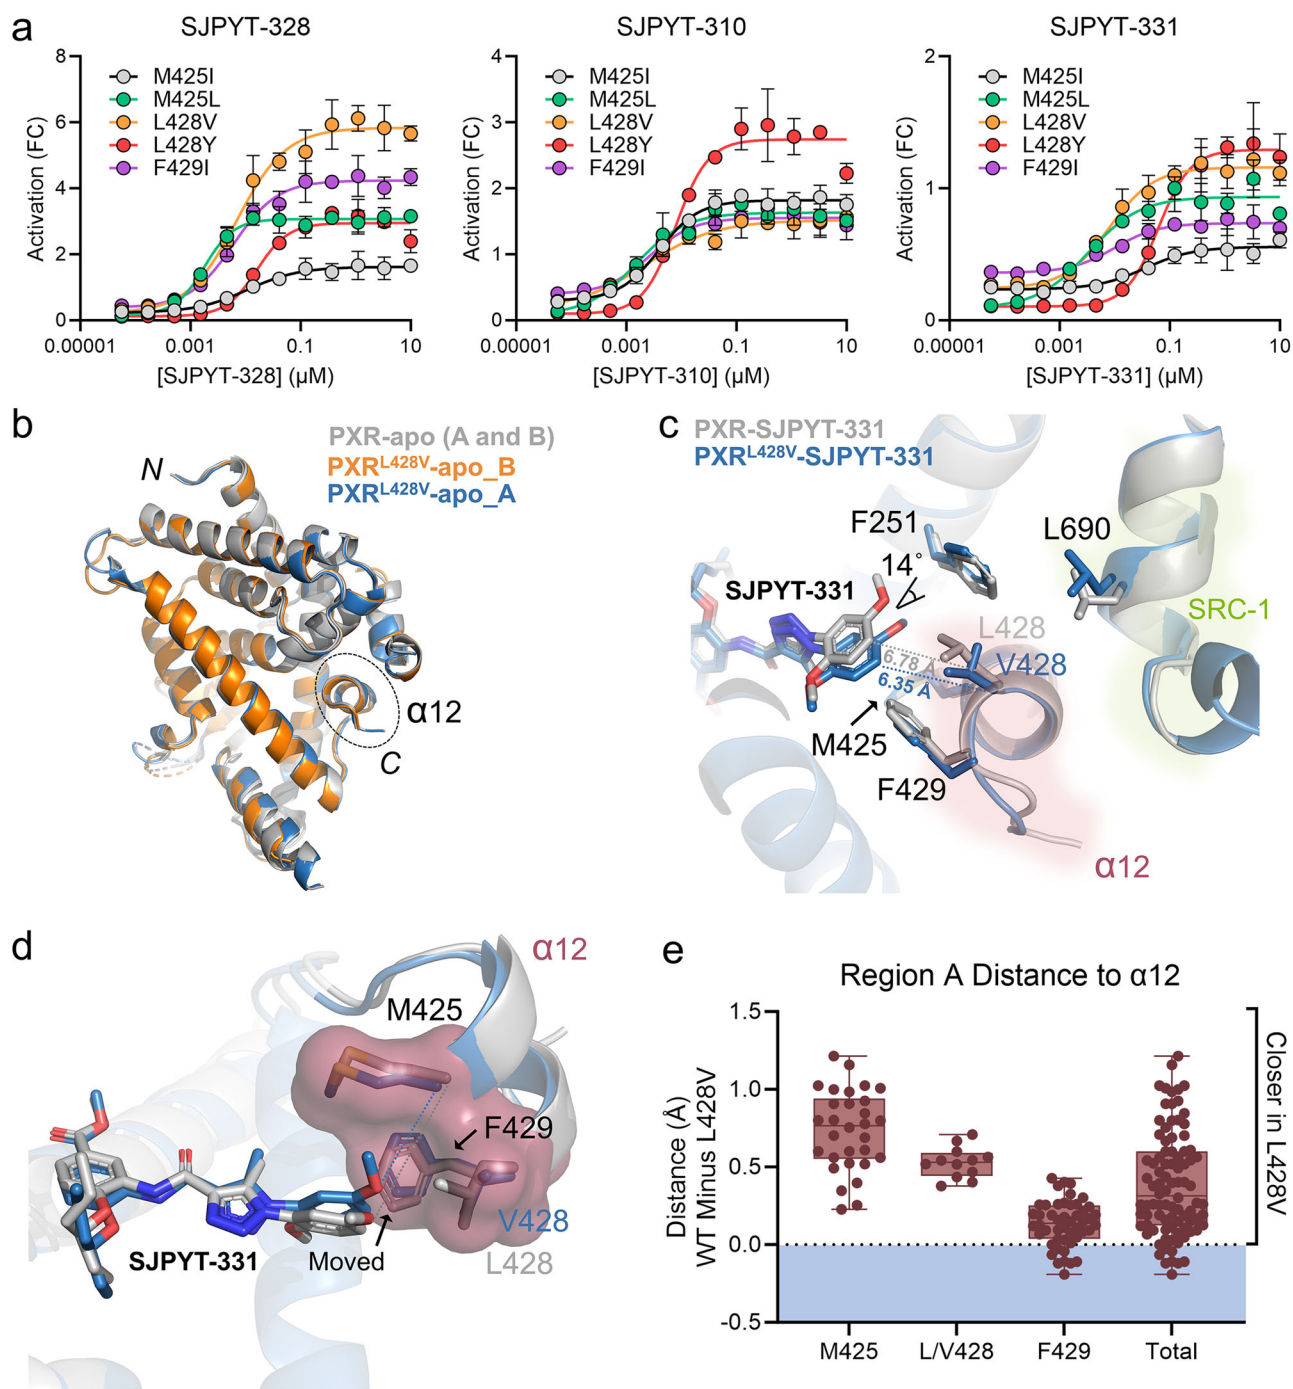 a
SJPYT-328
8
6
4
2
0
Activation (FC)
M425I
M425L
L428V
L428Y
F429I
0.00001
0.001
0.1
10
[SJPYT-328] (µM)
SJPYT-310
4
3
2
1
0
Activation (FC)
M425I
M425L
L428V
L428Y
F429I
0.00001
0.001
0.1
10
[SJPYT-310] (µM)
SJPYT-331
2
1
0
Activation (FC)
M425I
M425L
L428V
L428Y
F429I
0.00001
0.001
0.1
10
[SJPYT-331] (µM)
b
PXR-apo (A and B)
PXRL428V-apo_B
PXRL428V-apo_A
N
α12
C
c
PXR-SJPYT-331
PXRL428V-SJPYT-331
F251
14°
L690
SJPYT-331
SRC-1
L428
V428
6.78 Å
6.35 Å
M425
F429
α12
d
α12
M425
F429
V428
L428
SJPYT-331
Moved
e
Region A Distance to α12
Distance (Å)
WT Minus L428V
1.5
1.0
0.5
0.0
-0.5
M425
L/V428
F429
Total
Closer in L428V